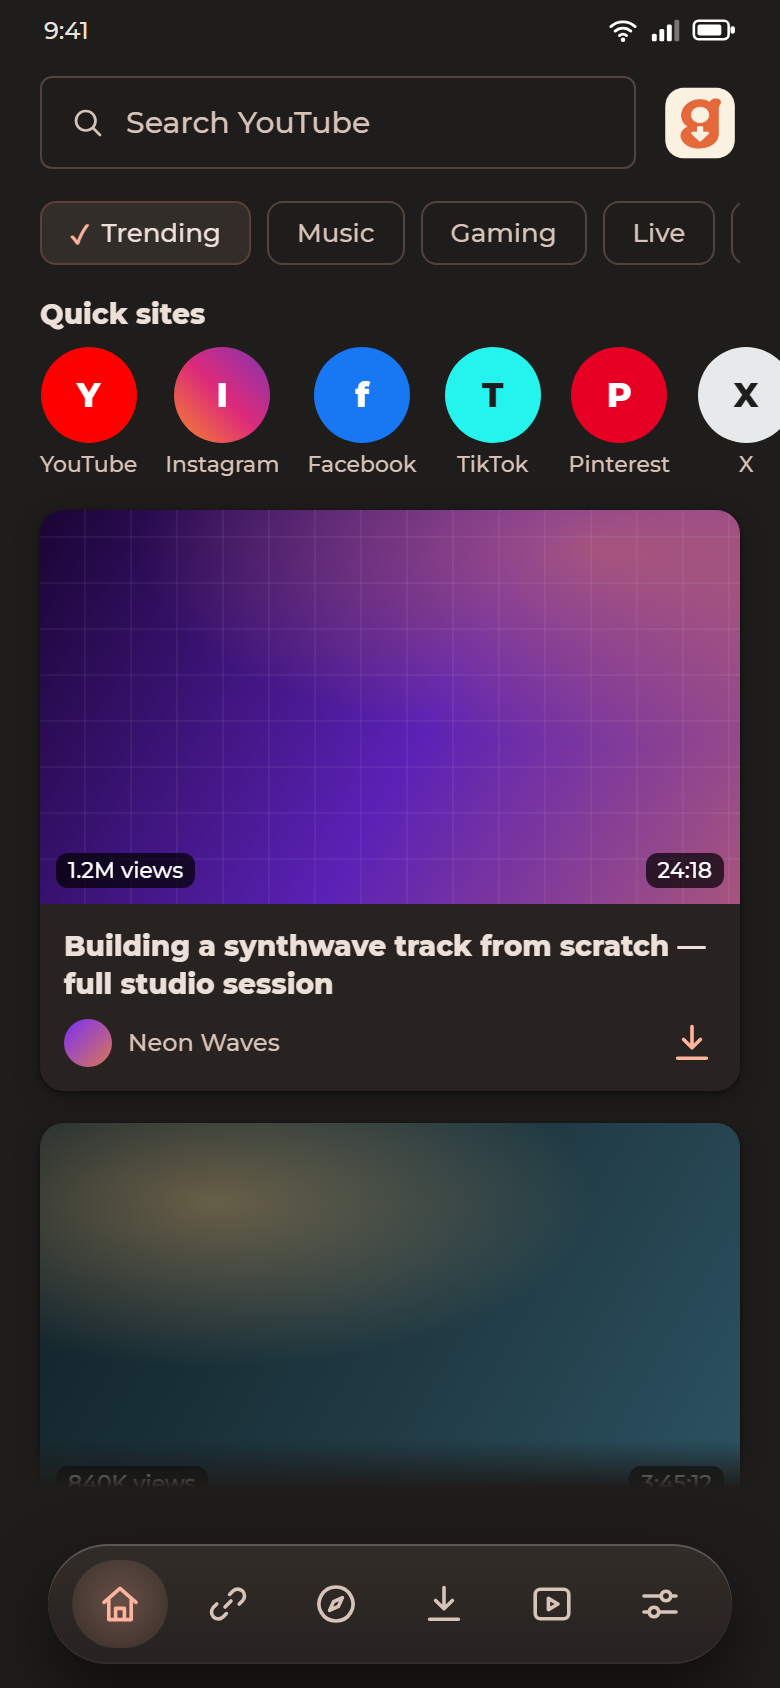 9:41
Search YouTube
✓ Trending
Music
Gaming
Live
Quick sites
Y
I
f
T
P
X
YouTube
Instagram
Facebook
TikTok
Pinterest
X
1.2M views
24:18
Building a synthwave track from scratch —
full studio session
Neon Waves
840K views
3:45:12